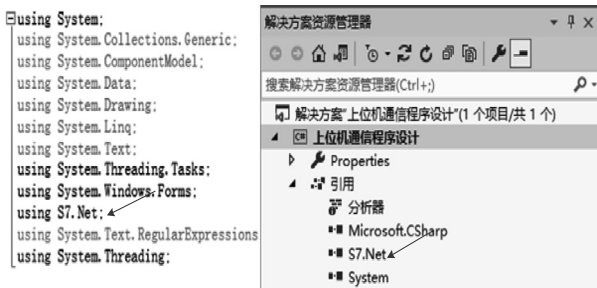 using System;
using System.Collections.Generic;
using System.ComponentModel;
using System.Data;
using System.Drawing;
using System.Linq;
using System.Text;
using System.Threading.Tasks;
using System.Windows.Forms;
using S7.Net;
using System.Text.RegularExpressions
using System.Threading;
解决方案资源管理器
搜索解决方案资源管理器(Ctrl+;)
解决方案"上位机通信程序设计"(1 个项目/共 1 个)
C# 上位机通信程序设计
Properties
引用
分析器
Microsoft.CSharp
S7.Net
System